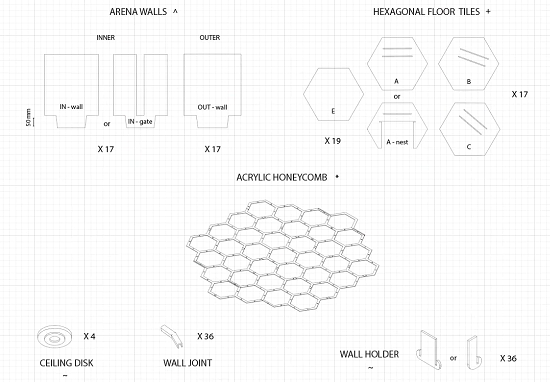 ARENA WALLS ^
HEXAGONAL FLOOR TILES +
INNER
OUTER
IN - wall
or
IN - gate
OUT - wall
50 mm
X 17
X 17
A
B
E
or
X 17
A - nest
C
X 19
ACRYLIC HONEYCOMB *
X 4
X 36
CEILING DISK
~
WALL JOINT
WALL HOLDER
~
or
X 36